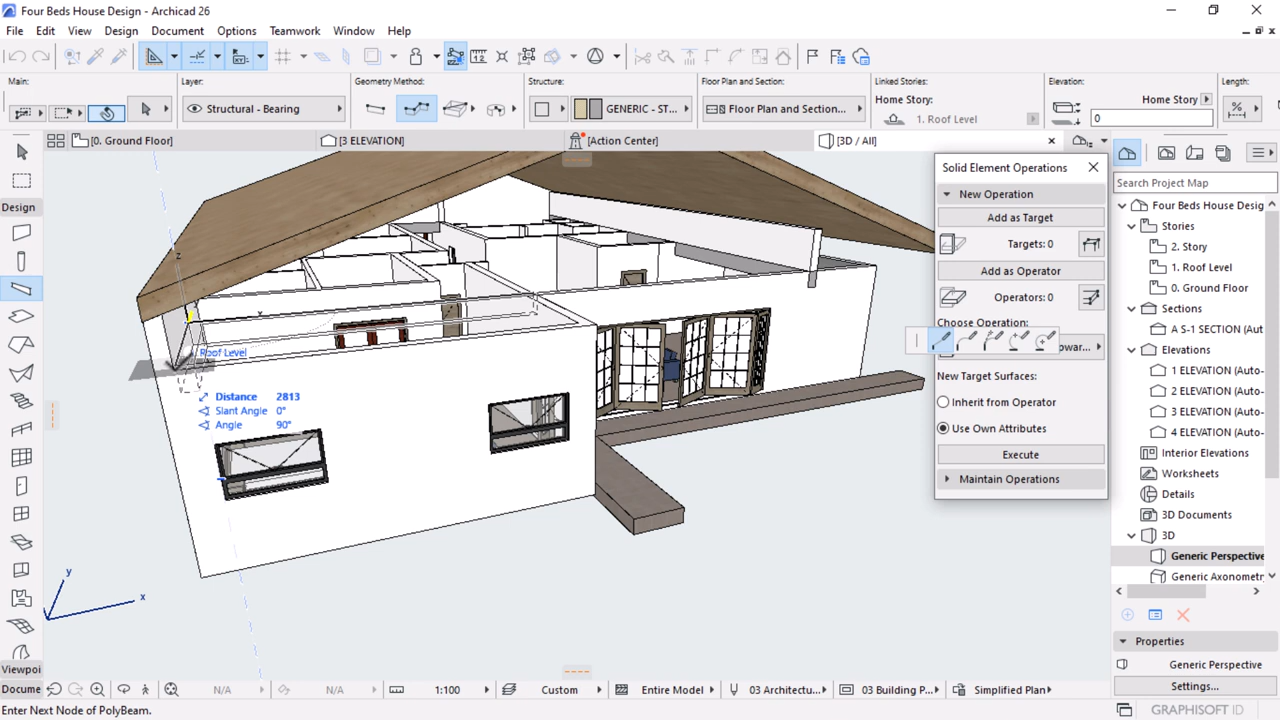 Four Beds House Design - Archicad 26
File Edit View Design Document Options Teamwork Window Help
Main:
Layer:
Structural - Bearing
Geometry Method:
Structure:
GENERIC - ST...
Floor Plan and Section:
Floor Plan and Section...
Linked Stories:
Home Story:
1. Roof Level
Elevation:
Home Story
0
Length:
[0. Ground Floor]
[3 ELEVATION]
[Action Center]
[3D / All]
Design
Viewpoi
Docume
z
x
Roof Level
Distance 2813
Slant Angle 0°
Angle 90°
y
x
Solid Element Operations
New Operation
Add as Target
Targets: 0
Add as Operator
Operators: 0
Choose Operation:
owar...
New Target Surfaces:
Inherit from Operator
Use Own Attributes
Execute
Maintain Operations
Search Project Map
Four Beds House Desig
Stories
2. Story
1. Roof Level
0. Ground Floor
Sections
A S-1 SECTION (Aut
Elevations
1 ELEVATION (Auto-
2 ELEVATION (Auto-
3 ELEVATION (Auto-
4 ELEVATION (Auto-
Interior Elevations
Worksheets
Details
3D Documents
3D
Generic Perspective
Generic Axonometr
Properties
Generic Perspective
Settings...
N/A
N/A
1:100
Custom
Entire Model
03 Architectu...
03 Building P...
Simplified Plan
Enter Next Node of PolyBeam.
GRAPHISOFT ID